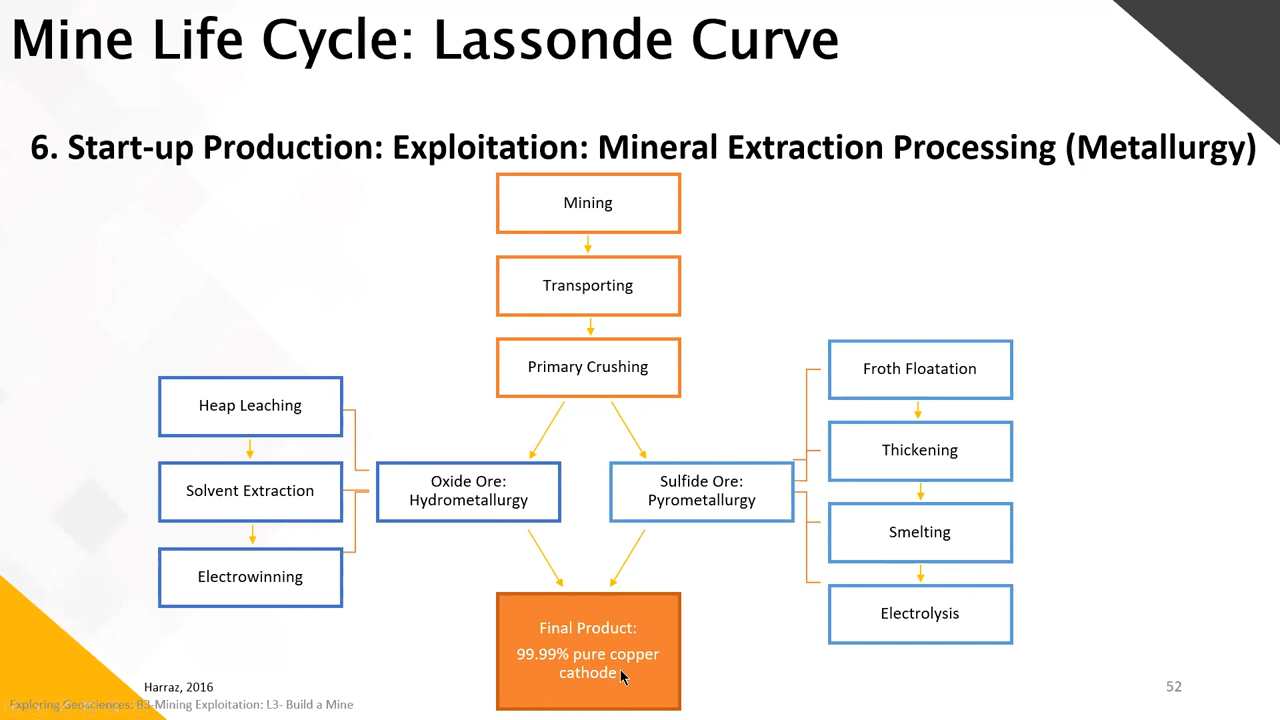 Mine Life Cycle: Lassonde Curve
6. Start-up Production: Exploitation: Mineral Extraction Processing (Metallurgy)
Mining
Transporting
Primary Crushing
Heap Leaching
Solvent Extraction
Electrowinning
Oxide Ore:
Hydrometallurgy
Sulfide Ore:
Pyrometallurgy
Froth Floatation
Thickening
Smelting
Electrolysis
Final Product:
99.99% pure copper
cathode
Harraz, 2016
Exploring Geosciences: B3-Mining Exploitation: L3- Build a Mine
52